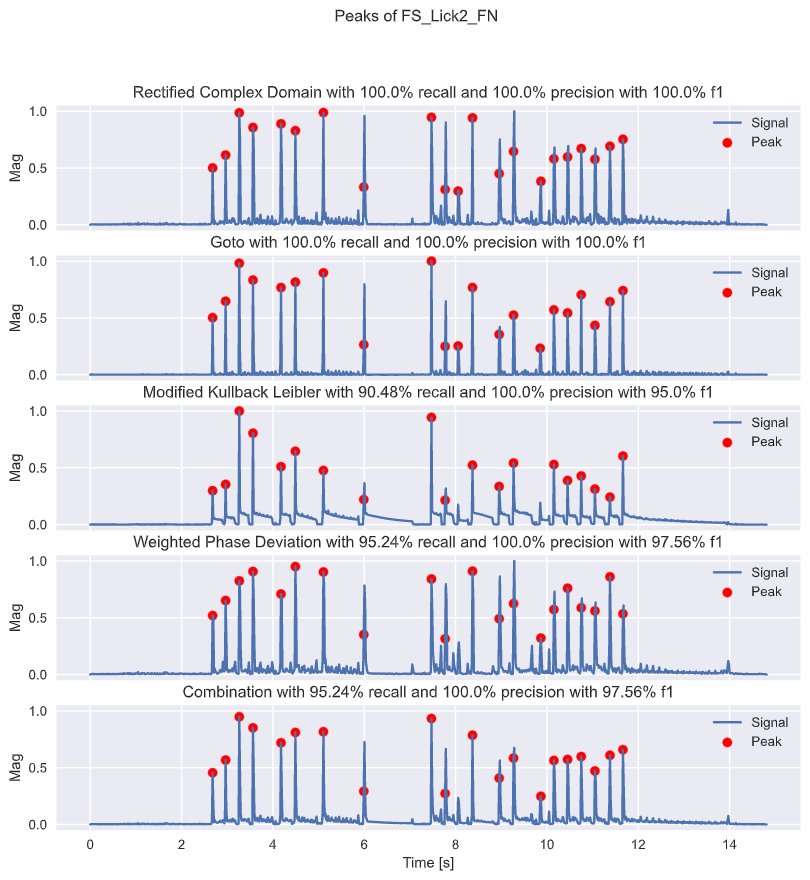 Peaks of FS_Lick2_FN
Rectified Complex Domain with 100.0% recall and 100.0% precision with 100.0% f1
1.0
0.5
0.0
Mag
Signal
Peak
Goto with 100.0% recall and 100.0% precision with 100.0% f1
1.0
0.5
0.0
Mag
Signal
Peak
Modified Kullback Leibler with 90.48% recall and 100.0% precision with 95.0% f1
1.0
0.5
0.0
Mag
Signal
Peak
Weighted Phase Deviation with 95.24% recall and 100.0% precision with 97.56% f1
1.0
0.5
0.0
Mag
Signal
Peak
Combination with 95.24% recall and 100.0% precision with 97.56% f1
1.0
0.5
0.0
Mag
Signal
Peak
0 2 4 6 8 10 12 14
Time [s]